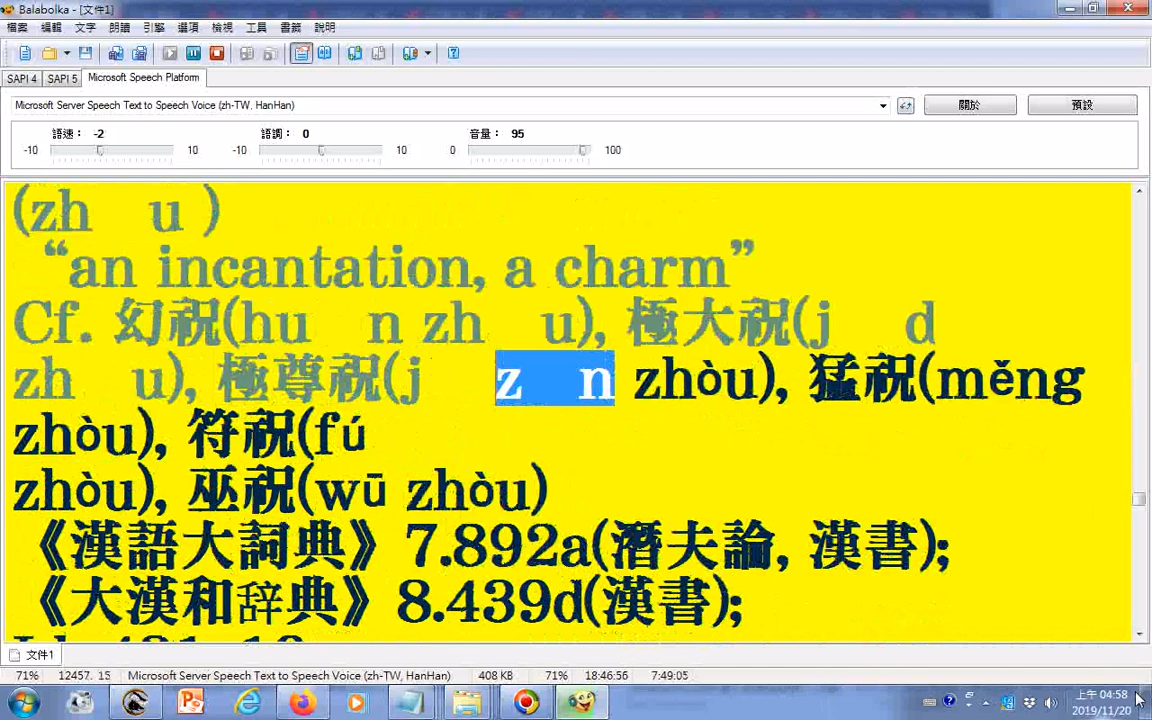 Balabolka - [文件1]
檔案 編輯 文字 朗讀 引擎 選項 檢視 工具 書籤 說明
SAPI 4 SAPI 5 Microsoft Speech Platform
Microsoft Server Speech Text to Speech Voice (zh-TW, HanHan) 關於 預設
語速： -2 語調： 0 音量： 95
-10 10 -10 10 0 100
(zh u )
“an incantation, a charm”
Cf. 幻祝(hu n zh u), 極大祝(j d
zh u), 極尊祝(j z n zhòu), 猛祝(měng
zhòu), 符祝(fú
zhòu), 巫祝(wū zhòu)
《漢語大詞典》 7.892a(潛夫論, 漢書);
《大漢和辞典》 8.439d(漢書);
文件1
71% 12457. 15 Microsoft Server Speech Text to Speech Voice (zh-TW, HanHan) 408 KB 71% 18:46:56 7:49:05
上午 04:58
2019/11/20